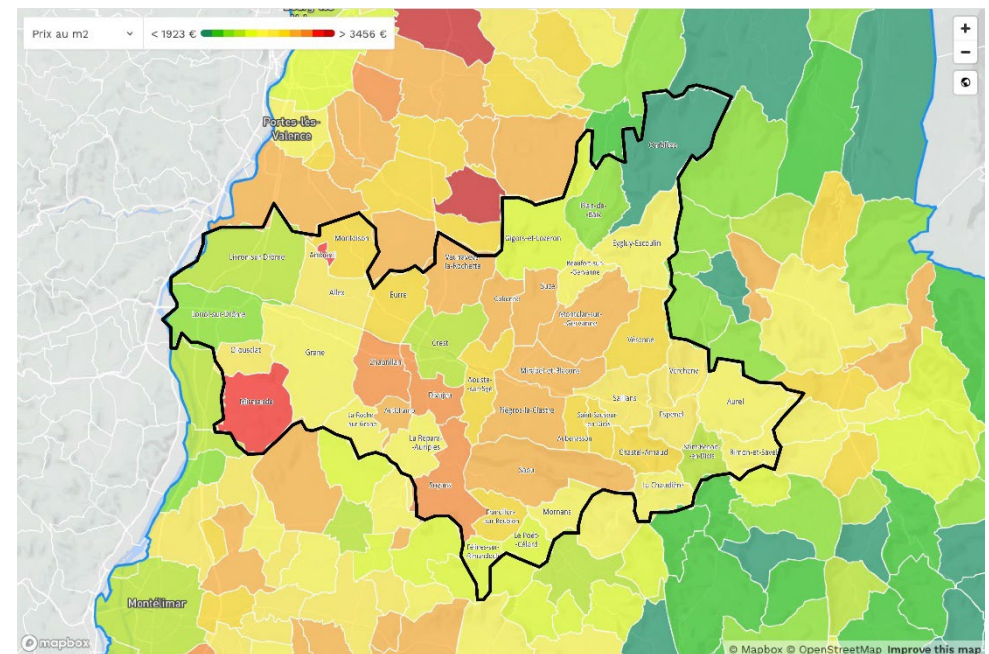 Prix au m2
< 1923 €
> 3456 €
+
−
Portes-lès-
Valence
Omblèze
Plan-de-
-Baix
Montoison
Gigors-et-Lozeron
Eygluy-Escoulin
Ambonil
Livron-sur-Drôme
Vaunaveys-
la-Rochette
Beaufort-sur-
-Gervanne
Suze
Allex
Eurre
Cobonne
Montclar-sur-
Gervanne
Loriol-sur-Drôme
Crest
Véronne
Cliousclat
Grane
Chabrillan
Mirabel-et-Blacons
Vercheny
Aouste-
-sur-Sye
Divajeu
Saillans
Aurel
Mirmande
Autichamp
Piégros-la-Clastre
La Roche-
sur-Grane
Saint-Sauveur-
en-Diois
Espenel
La Répara-
-Auriples
Aubenasson
Chastel-Arnaud
Saint-Benoit-
-en-Diois
Rimon-et-Savel
Saou
Soyans
La Chaudière
Francillon-
sur-Roubion
Mornans
Le Poët-
-Célard
Félines-sur-
-Rimandoule
Montélimar
mapbox
© Mapbox © OpenStreetMap Improve this map